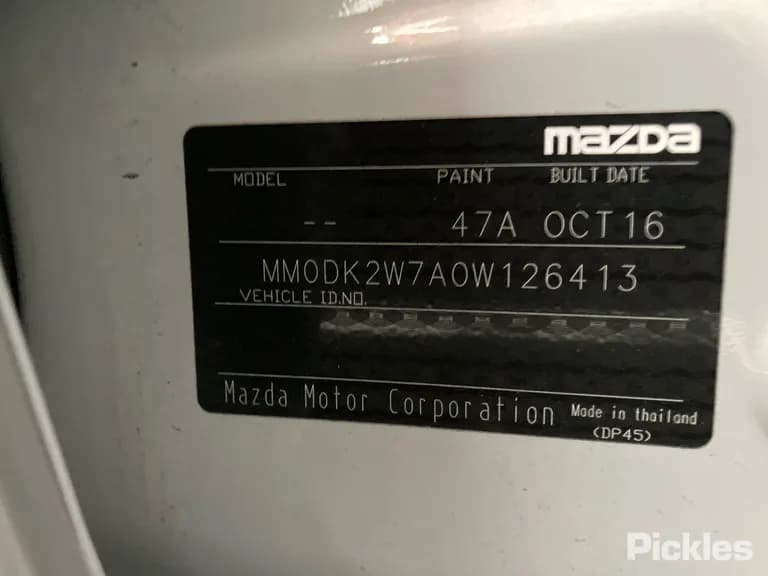 mazda
MODEL PAINT BUILT DATE
-- 47A OCT16
MM0DK2W7A0W126413
VEHICLE ID.NO.
Mazda Motor Corporation Made in thailand
(DP45)
Pickles